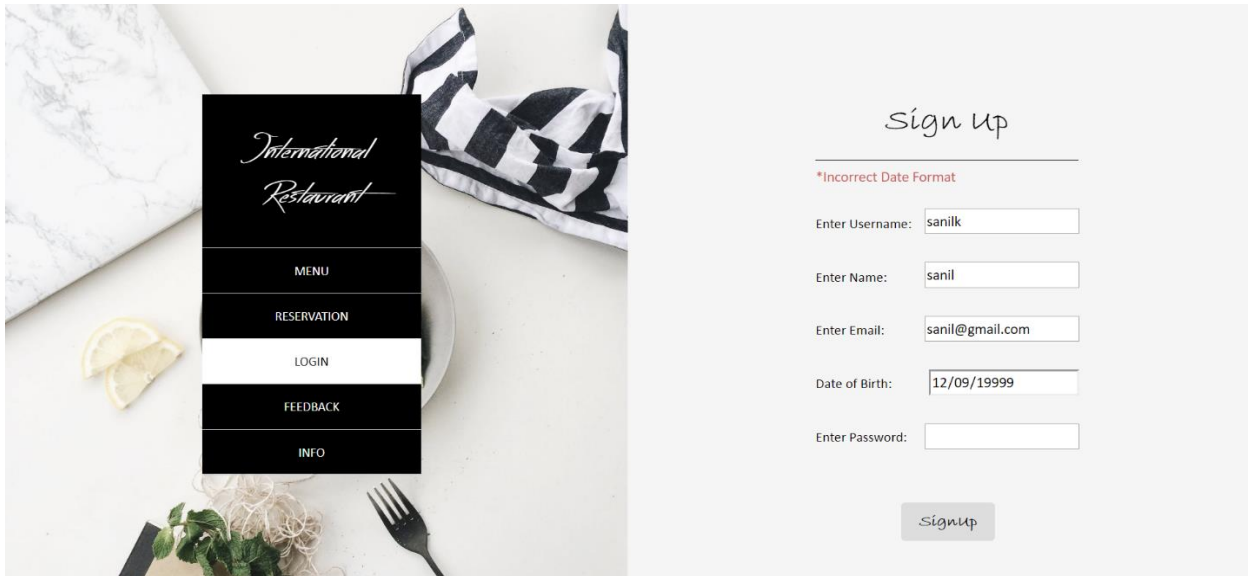 International
Restaurant
MENU
RESERVATION
LOGIN
FEEDBACK
INFO
Sign Up
*Incorrect Date Format
Enter Username: sanilk
Enter Name: sanil
Enter Email: sanil@gmail.com
Date of Birth: 12/09/19999
Enter Password:
SignUp